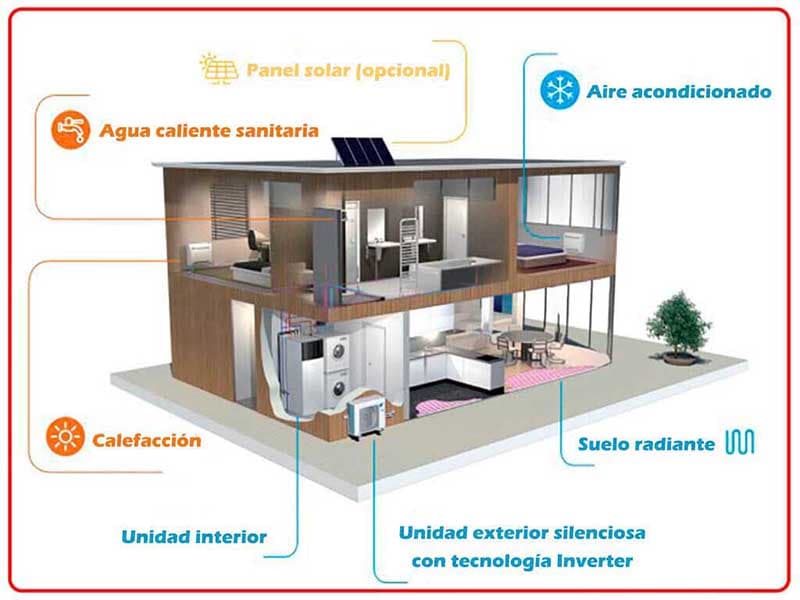 Panel solar (opcional)
Aire acondicionado
Agua caliente sanitaria
Calefacción
Suelo radiante
Unidad interior
Unidad exterior silenciosa
con tecnología Inverter